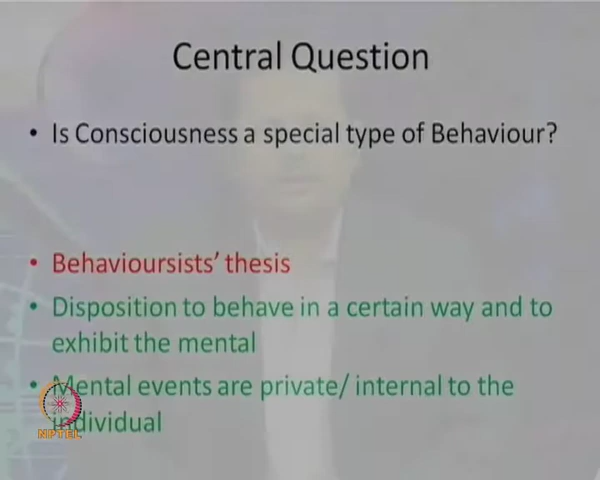 Central Question
• Is Consciousness a special type of Behaviour?
• Behavioursists’ thesis
• Disposition to behave in a certain way and to
exhibit the mental
• Mental events are private/ internal to the
individual
NPTEL